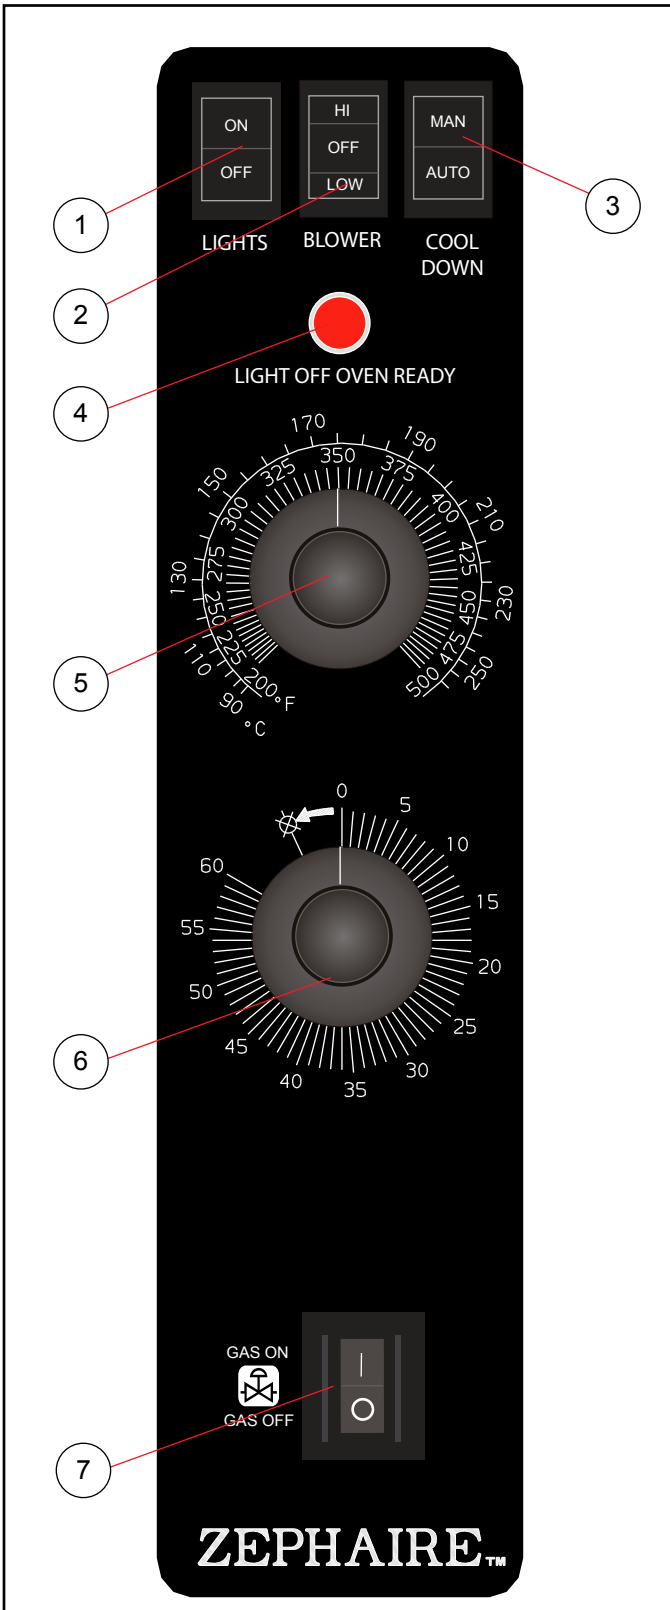 ON
OFF
LIGHTS
HI
OFF
LOW
BLOWER
MAN
AUTO
COOL
DOWN
1
2
3
4
LIGHT OFF OVEN READY
170
190
150
210
130
230
110
250
90
°C
350
325
375
300
400
275
425
250
450
225
475
200°F
500
5
0
5
10
15
20
25
30
35
40
45
50
55
60
6
GAS ON
GAS OFF
I
O
7
ZEPHAIRE™